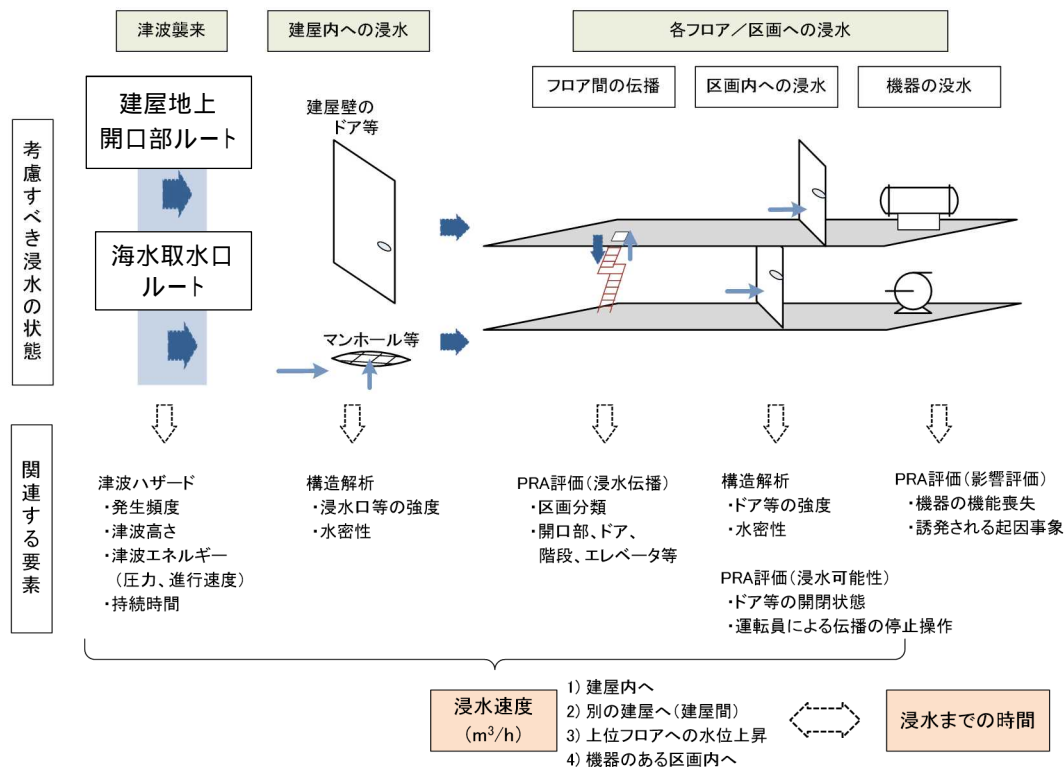 津波襲来
建屋内への浸水
各フロア／区画への浸水
フロア間の伝播
区画内への浸水
機器の没水
考慮すべき浸水の状態
建屋地上
開口部ルート
海水取水口
ルート
建屋壁の
ドア等
マンホール等
関連する要素
津波ハザード
・発生頻度
・津波高さ
・津波エネルギー
（圧力、進行速度）
・持続時間
構造解析
・浸水口等の強度
・水密性
PRA評価（浸水伝播）
・区画分類
・開口部、ドア、
階段、エレベータ等
構造解析
・ドア等の強度
・水密性
PRA評価（浸水可能性）
・ドア等の開閉状態
・運転員による伝播の停止操作
PRA評価（影響評価）
・機器の機能喪失
・誘発される起因事象
浸水速度
（m³/h）
1) 建屋内へ
2) 別の建屋へ（建屋間）
3) 上位フロアへの水位上昇
4) 機器のある区画内へ
浸水までの時間